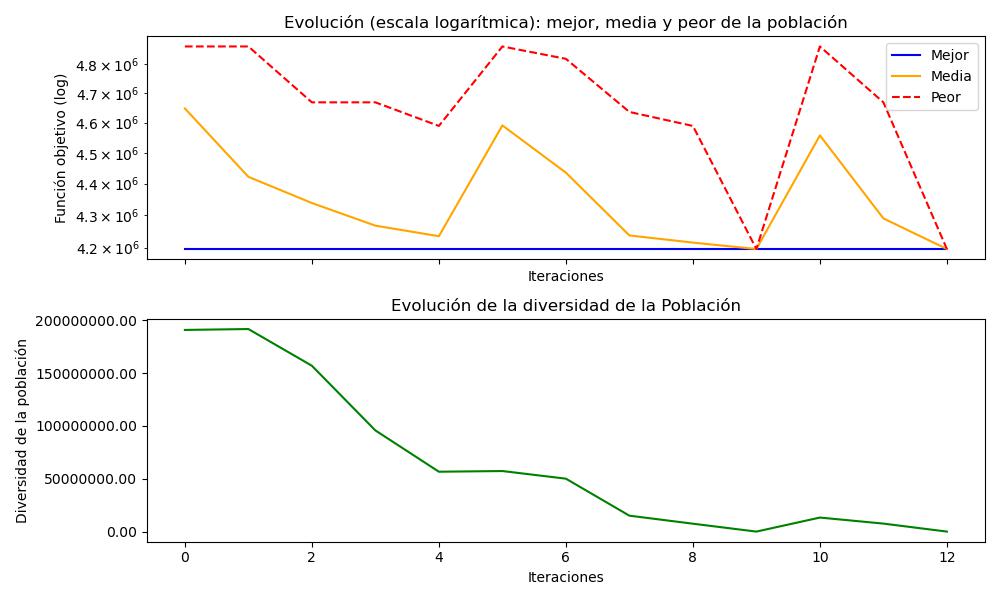 Evolución (escala logarítmica): mejor, media y peor de la población
Función objetivo (log)
4.8 × 10⁶
4.7 × 10⁶
4.6 × 10⁶
4.5 × 10⁶
4.4 × 10⁶
4.3 × 10⁶
4.2 × 10⁶
Mejor
Media
Peor
Iteraciones
Evolución de la diversidad de la Población
Diversidad de la población
200000000.00
150000000.00
100000000.00
50000000.00
0.00
0 2 4 6 8 10 12
Iteraciones